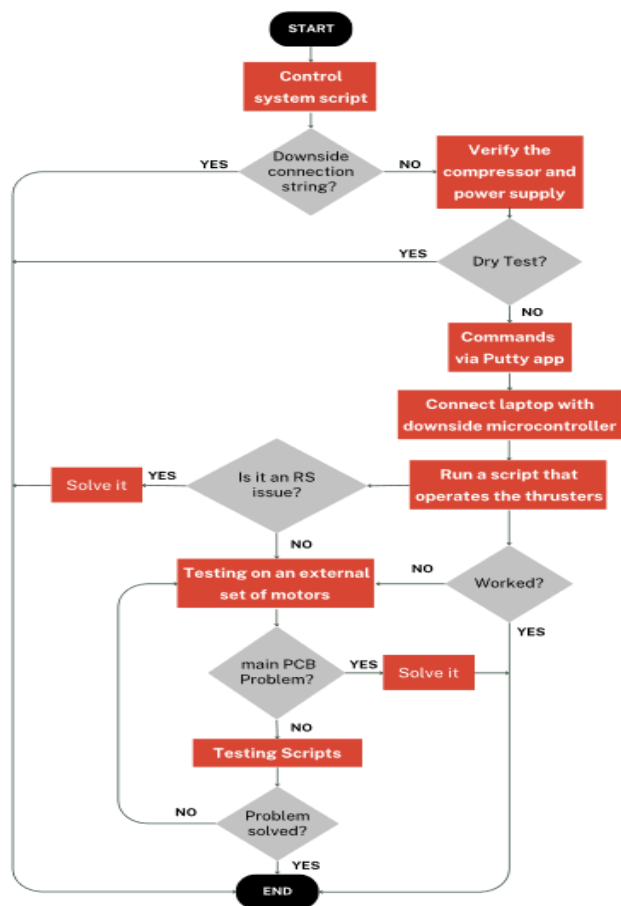 START
Control
system script
YES
Downside
connection
string?
NO
Verify the
compressor and
power supply
YES
Dry Test?
NO
Commands
via Putty app
Connect laptop with
downside microcontroller
Solve it
YES
Is it an RS
issue?
Run a script that
operates the thrusters
NO
Testing on an external
set of motors
NO
Worked?
YES
main PCB
Problem?
YES
Solve it
NO
Testing Scripts
NO
Problem
solved?
YES
END